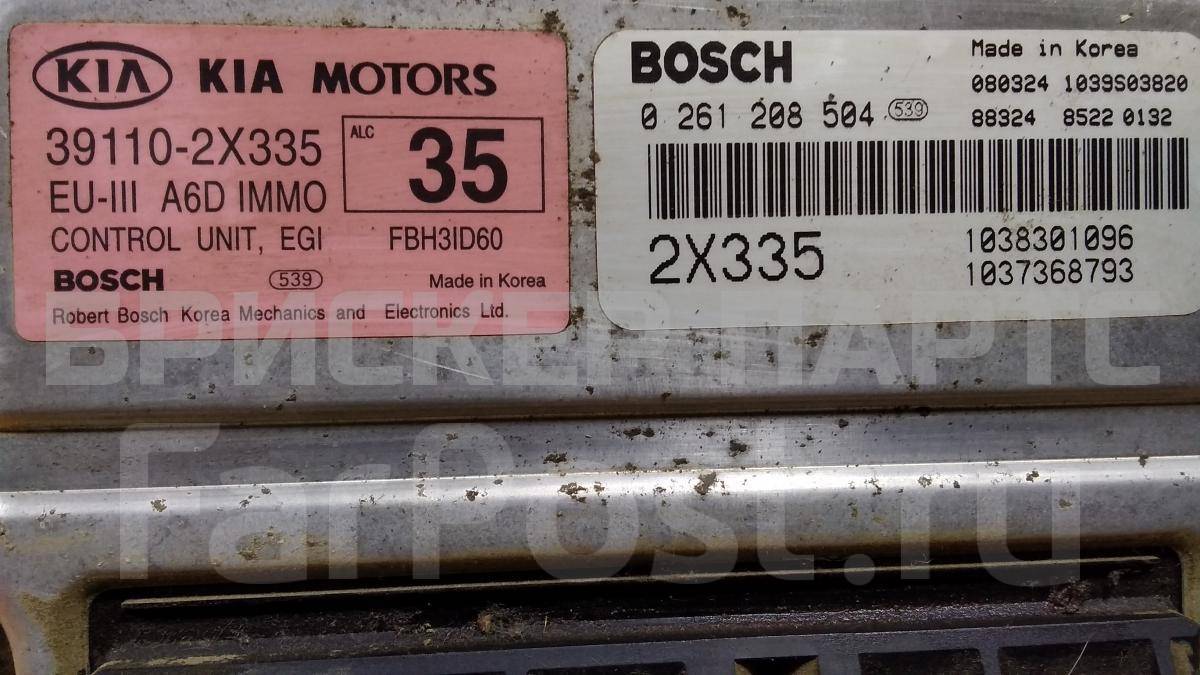 KIA KIA MOTORS
39110-2X335
ALC 35
EU-III A6D IMMO
CONTROL UNIT, EGI FBH3ID60
BOSCH 539 Made in Korea
Robert Bosch Korea Mechanics and Electronics Ltd.
BOSCH
Made in Korea
080324 1039S03820
0 261 208 504 539
88324 8522 0132
2X335
1038301096
1037368793
БРИСКЕР ПАРТС
FarPost.ru